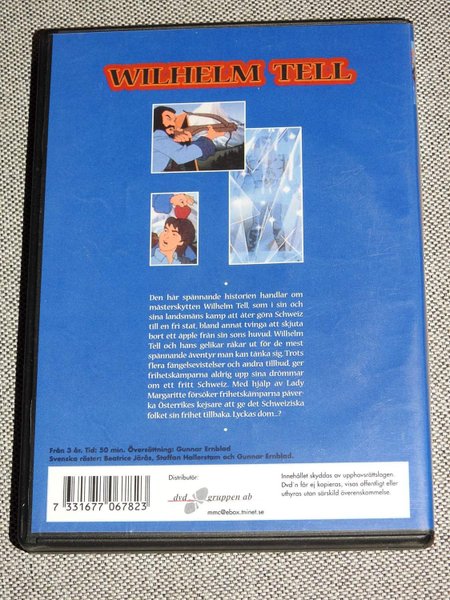 WILHELM TELL
Den här spännande historien handlar om
mästerskytten Wilhelm Tell, som i sin och
sina landsmäns kamp att åter göra Schweiz
till en fri stat, bland annat tvinga att skjuta
bort ett äpple från sin sons huvud. Wilhelm
Tell och hans gelikar råkar ut för de mest
spännande äventyr man kan tänka sig. Trots
flera fängelsevistelser och andra tillbud, ger
frihetskämparna aldrig upp sina drömmar
om ett fritt Schweiz. Med hjälp av Lady
Margaritte försöker frihetskämparna påver-
ka Österrikes kejsare att ge det Schweiziska
folket sin frihet tillbaka. Lyckas dom..?
Från 3 år. Tid: 50 min. Översättning: Gunnar Ernblad
Svenska röster: Beatrice Järås, Staffan Hallerstam och Gunnar Ernblad.
Distributör:
dvd gruppen ab
mmc@ebox.tninet.se
Innehållet skyddas av upphovsrättslagen.
Dvd'n får ej kopieras, visas offentligt eller
uthyras utan särskild överenskommelse.
7 331677 067823